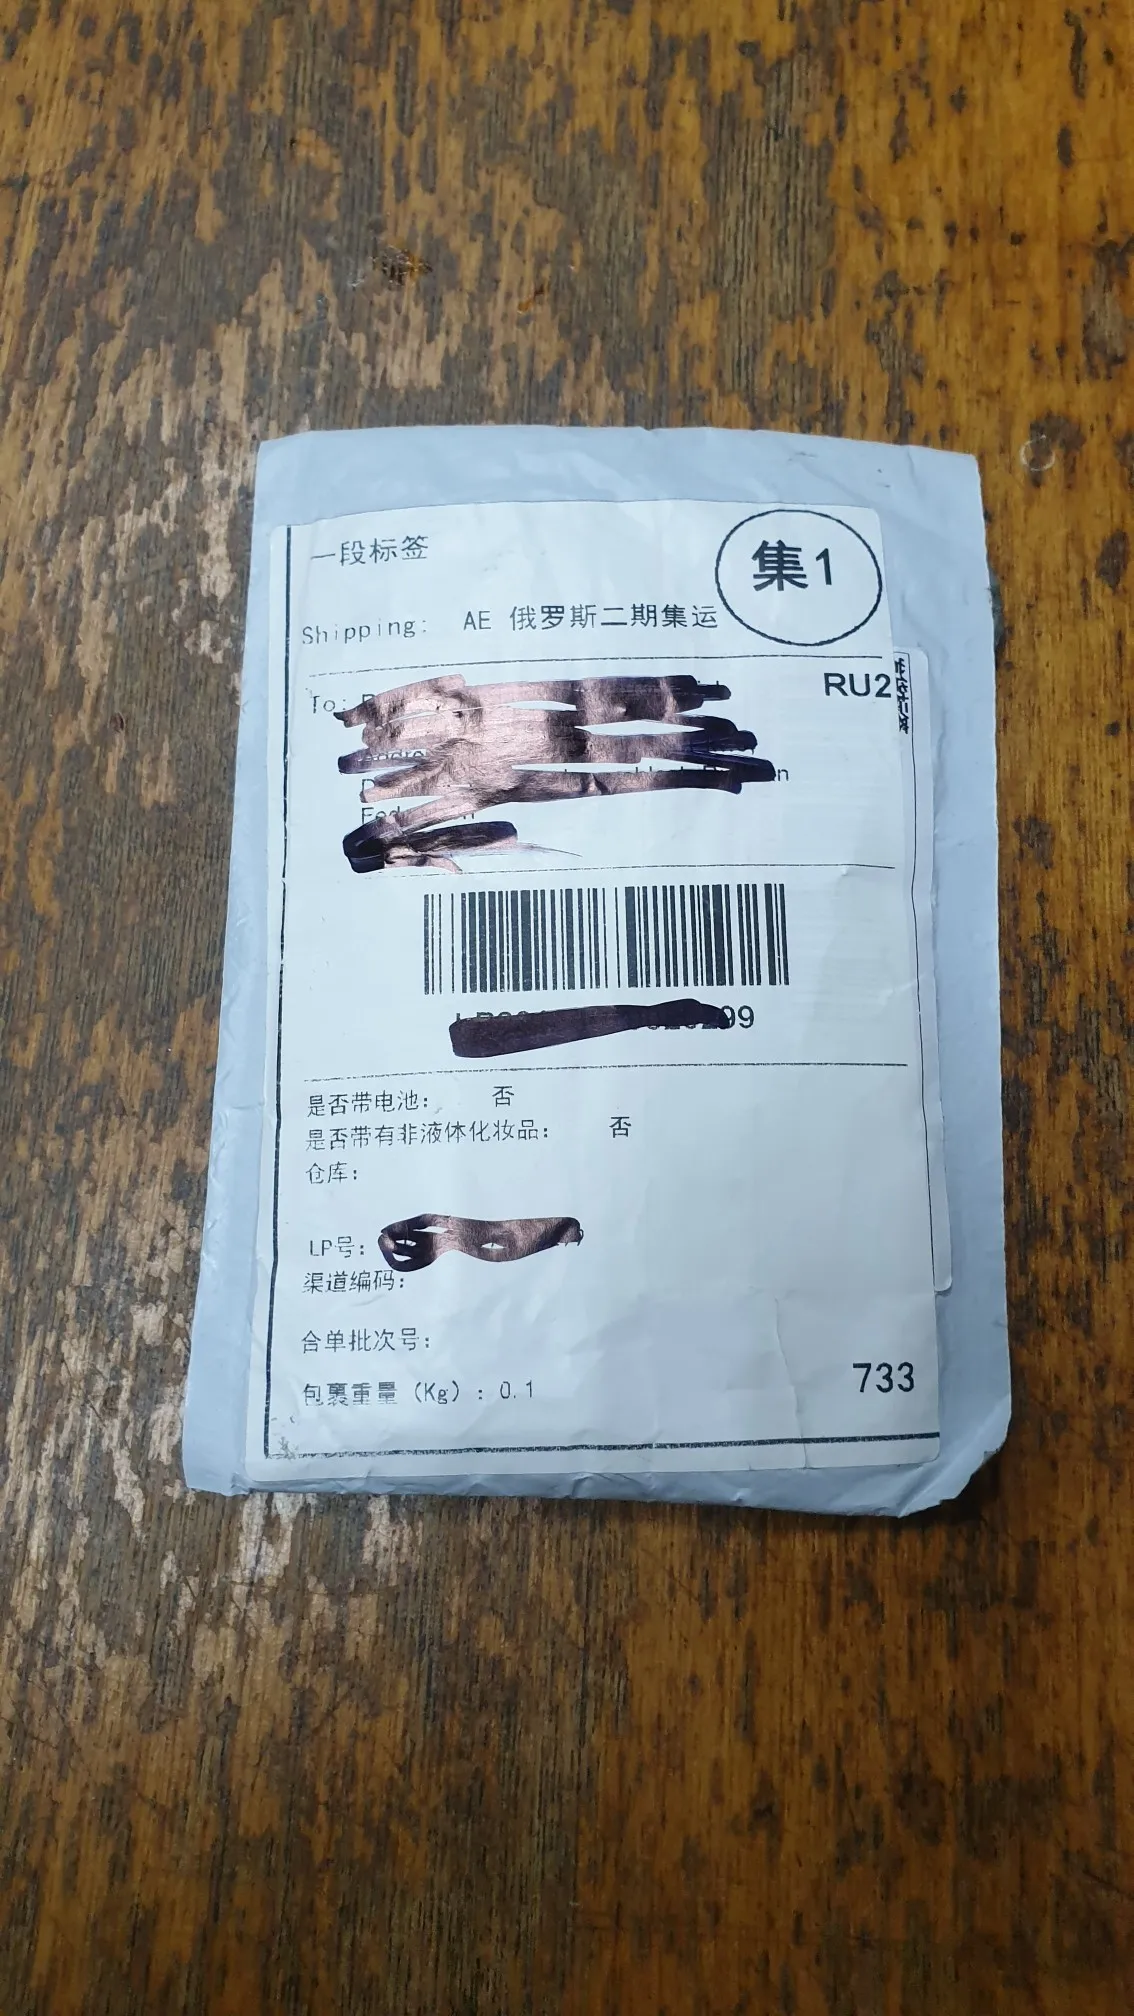 一段标签
集1
Shipping: AE 俄罗斯二期集运
To:
RU2
99
是否带电池: 否
是否带有非液体化妆品: 否
仓库:
LP号:
渠道编码:
合单批次号:
包裹重量 (Kg) : 0.1
733